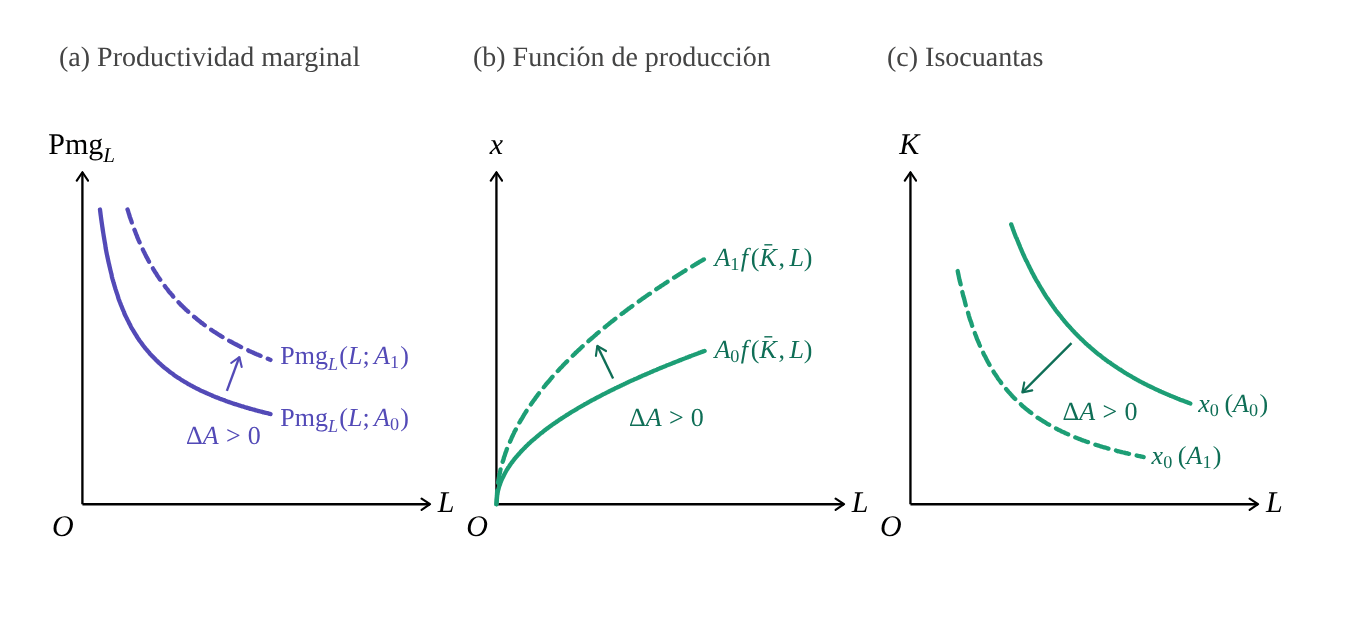 (a) Productividad marginal
Pmg_L
Pmg_L(L; A₁)
Pmg_L(L; A₀)
ΔA > 0
L
O
(b) Función de producción
x
A₁f(K̄, L)
A₀f(K̄, L)
ΔA > 0
L
O
(c) Isocuantas
K
x₀ (A₀)
ΔA > 0
x₀ (A₁)
L
O